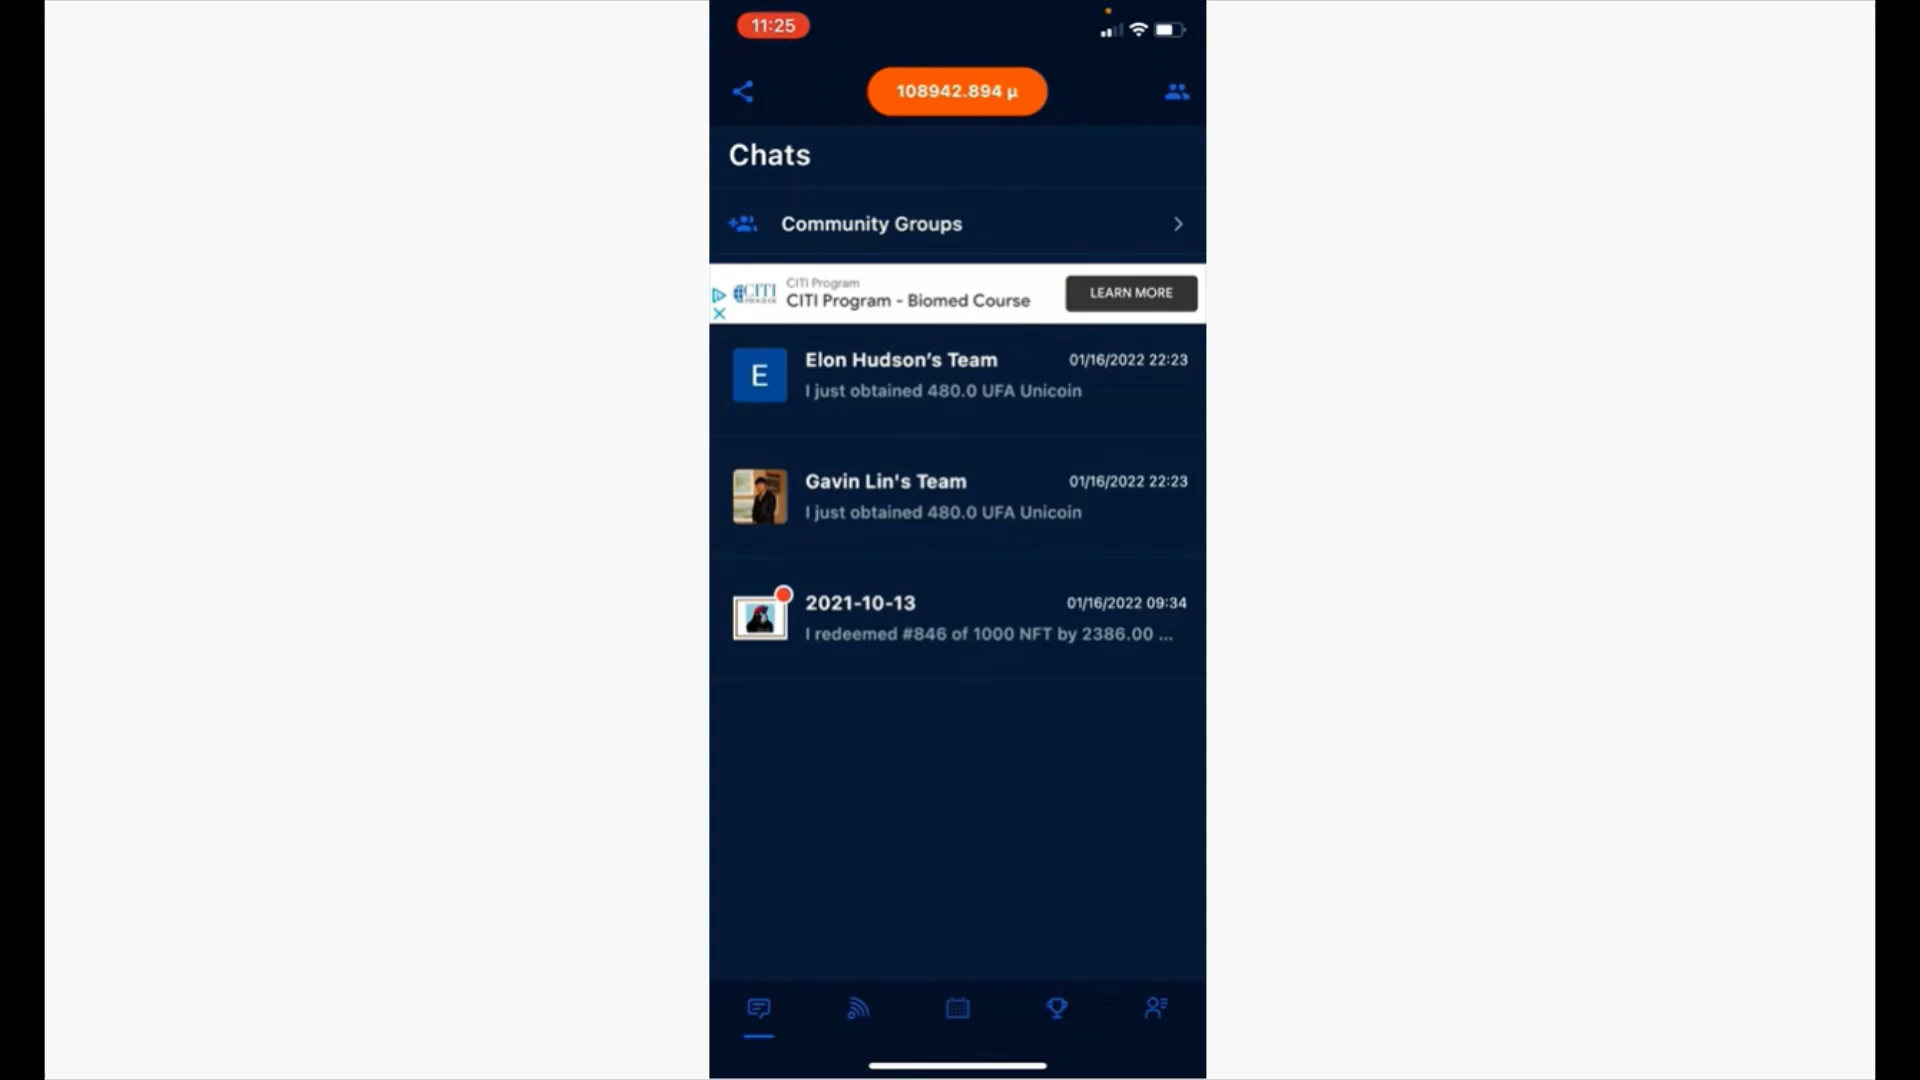 11:25
108942.894 µ
Chats
Community Groups
CITI
PROGRAM
CITI Program
CITI Program - Biomed Course
LEARN MORE
E
Elon Hudson’s Team
01/16/2022 22:23
I just obtained 480.0 UFA Unicoin
Gavin Lin's Team
01/16/2022 22:23
I just obtained 480.0 UFA Unicoin
2021-10-13
01/16/2022 09:34
I redeemed #846 of 1000 NFT by 2386.00 ...